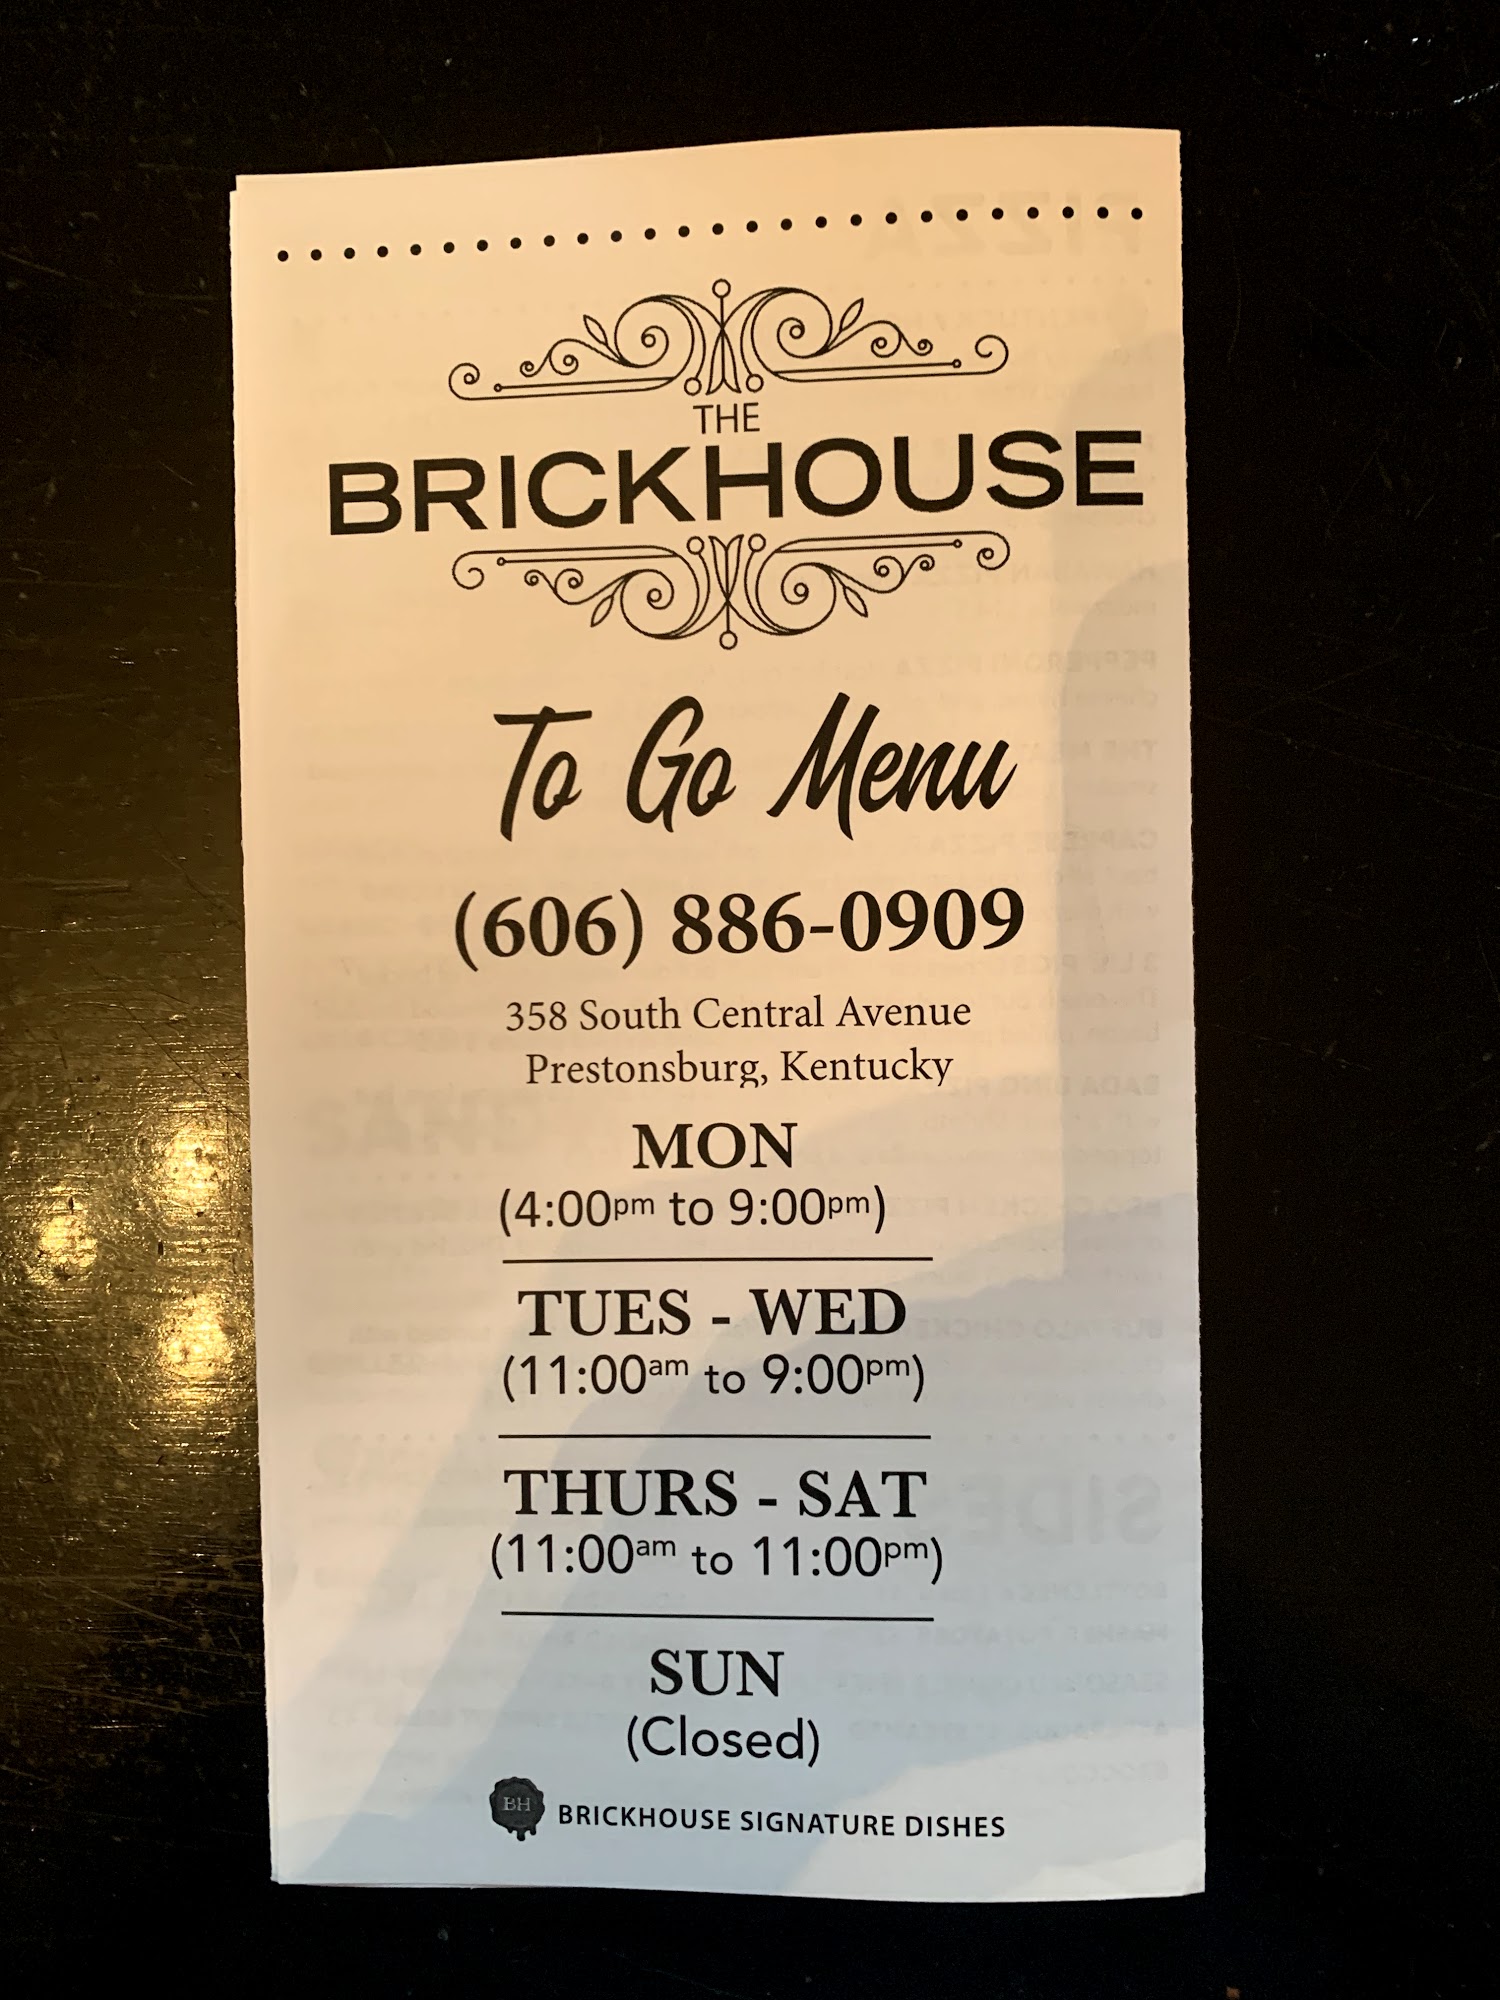 THE
BRICKHOUSE
To Go Menu
(606) 886-0909
358 South Central Avenue
Prestonsburg, Kentucky
MON
(4:00pm to 9:00pm)
TUES - WED
(11:00am to 9:00pm)
THURS - SAT
(11:00am to 11:00pm)
SUN
(Closed)
BH BRICKHOUSE SIGNATURE DISHES